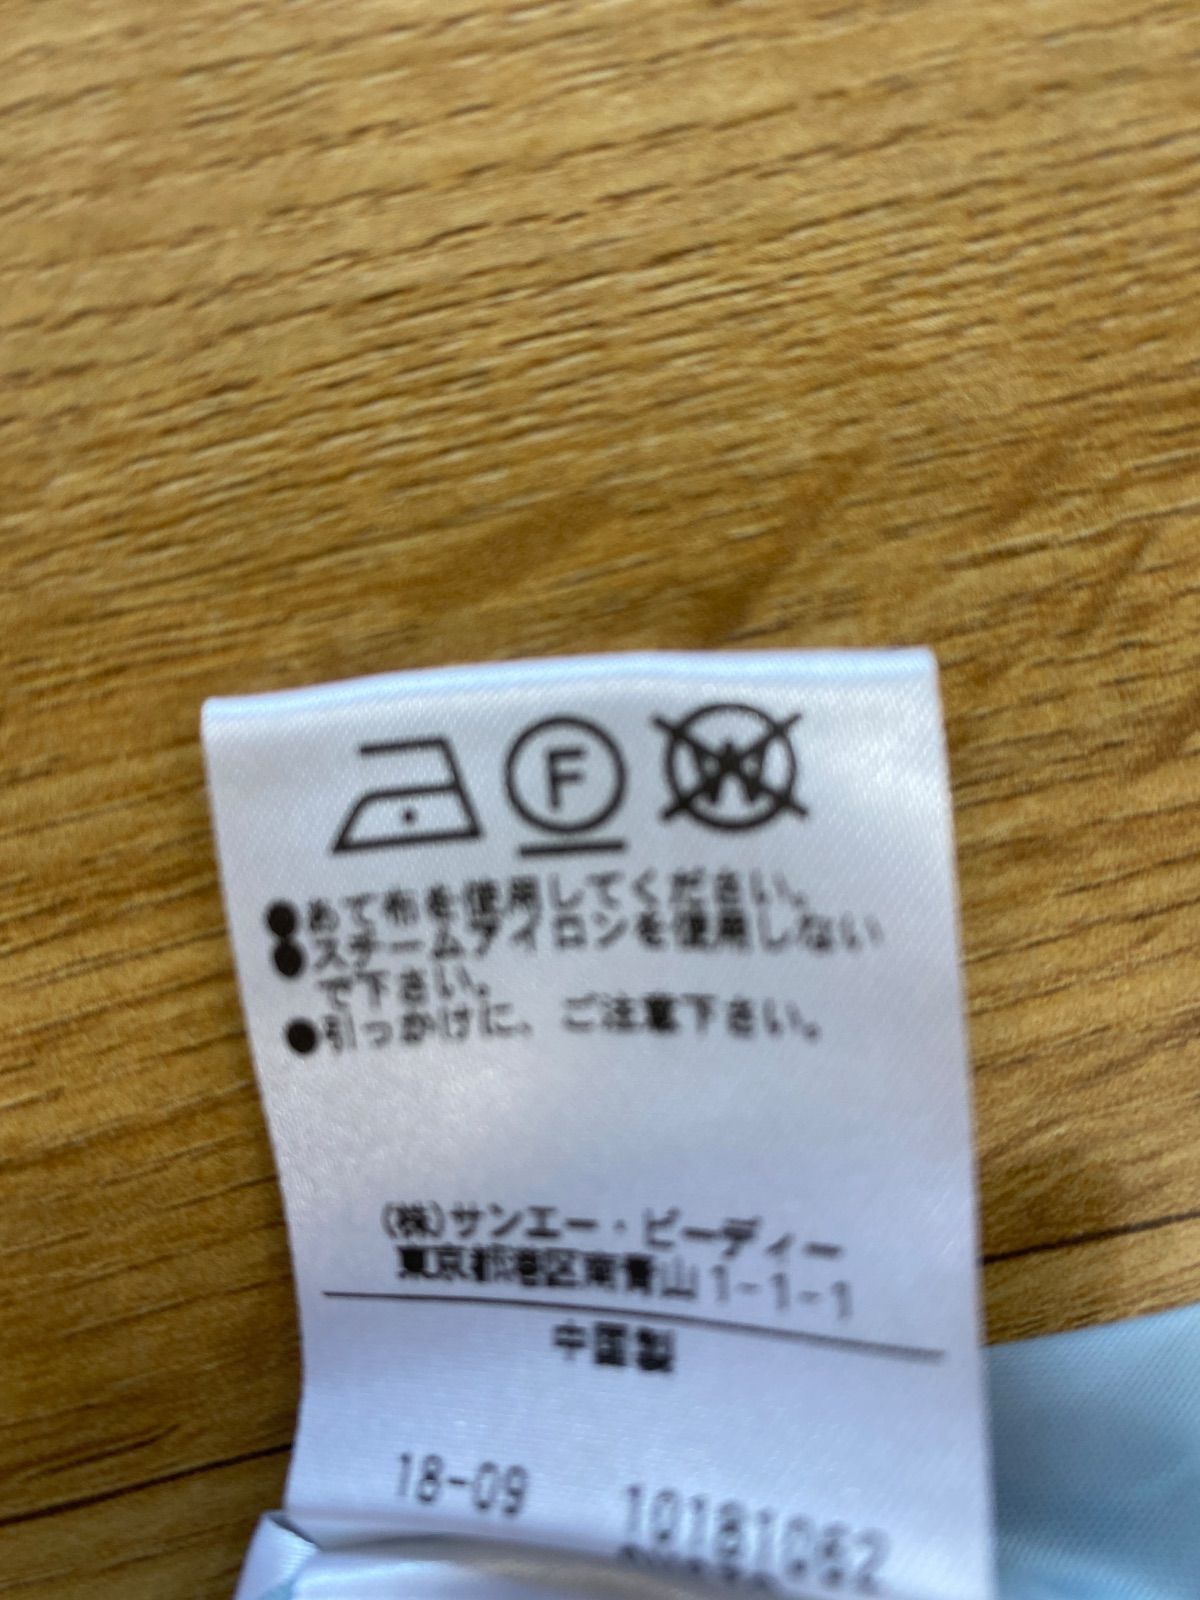 F W
●あて布を使用してください。
●スチームアイロンを使用しない
で下さい。
●引っかけに、ご注意下さい。
(株)サンエー・ビーディー
東京都港区南青山1-1-1
中国製
18-09 10181052